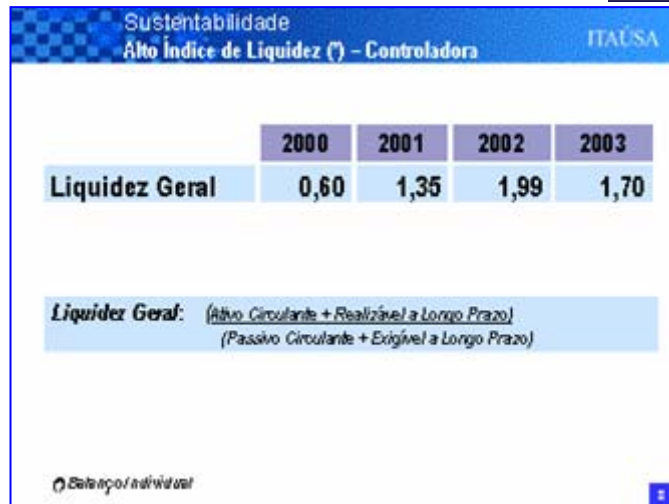 Sustentabilidade
Alto Índice de Liquidez (*) – Controladora
ITAÚSA
2000 2001 2002 2003
Liquidez Geral 0,60 1,35 1,99 1,70
Liquidez Geral: (Ativo Circulante + Realizável a Longo Prazo)
(Passivo Circulante + Exigível a Longo Prazo)
(*) Balanço Individual